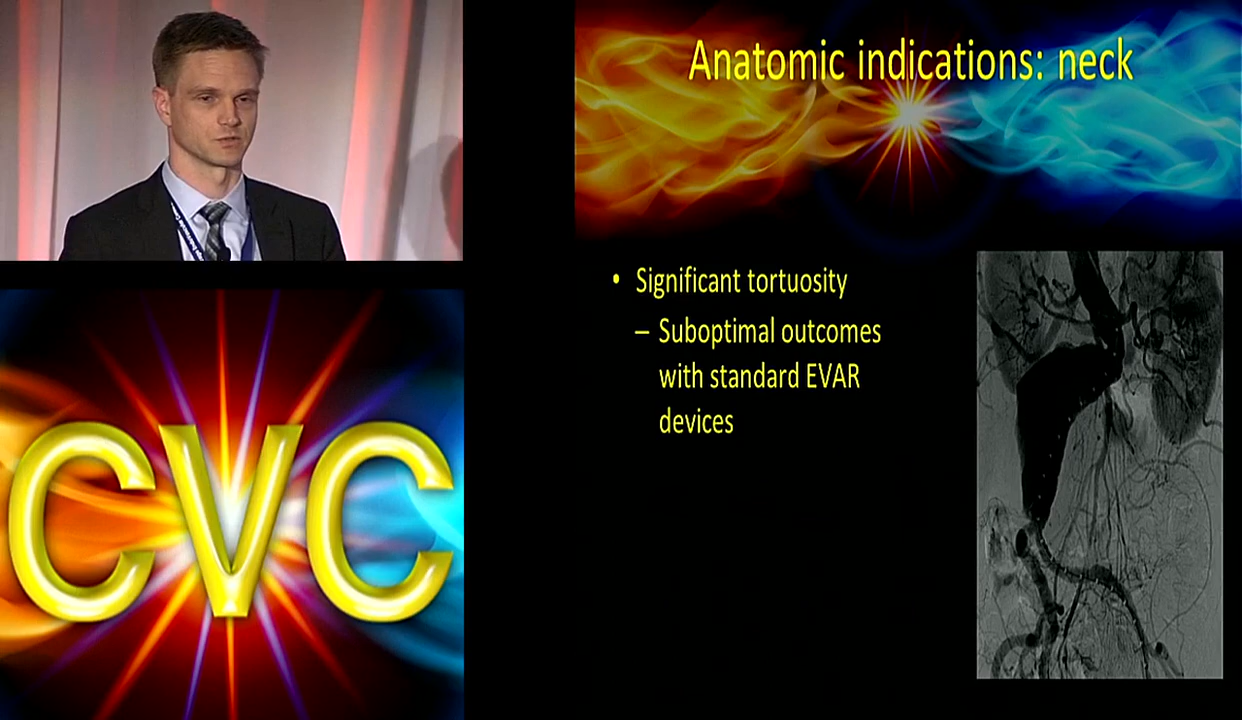 Anatomic indications: neck
• Significant tortuosity
– Suboptimal outcomes
with standard EVAR
devices
CVC